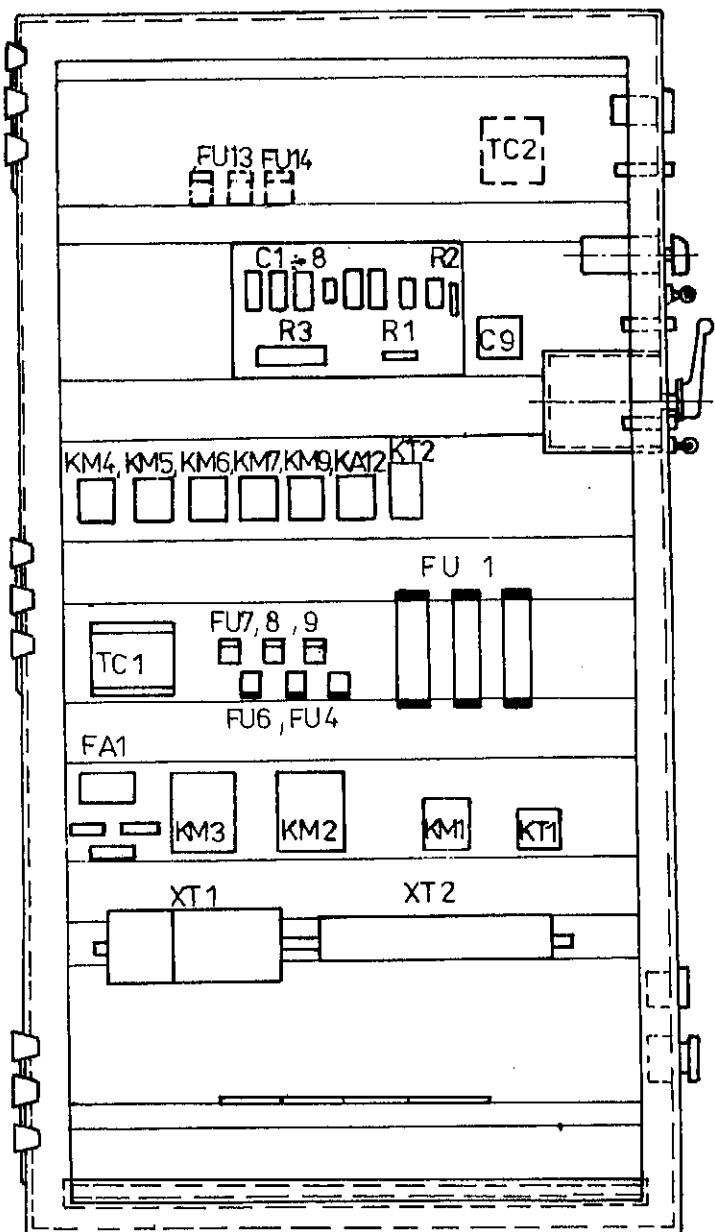 FU13 FU14
TC2
C1÷8 R2
R3 R1
C9
KM4, KM5, KM6, KM7, KM9, KA12 KT2
FU 1
FU7, 8 , 9
TC1
FU6 , FU4
FA1
KM3 KM2 KM1 KT1
XT1 XT2